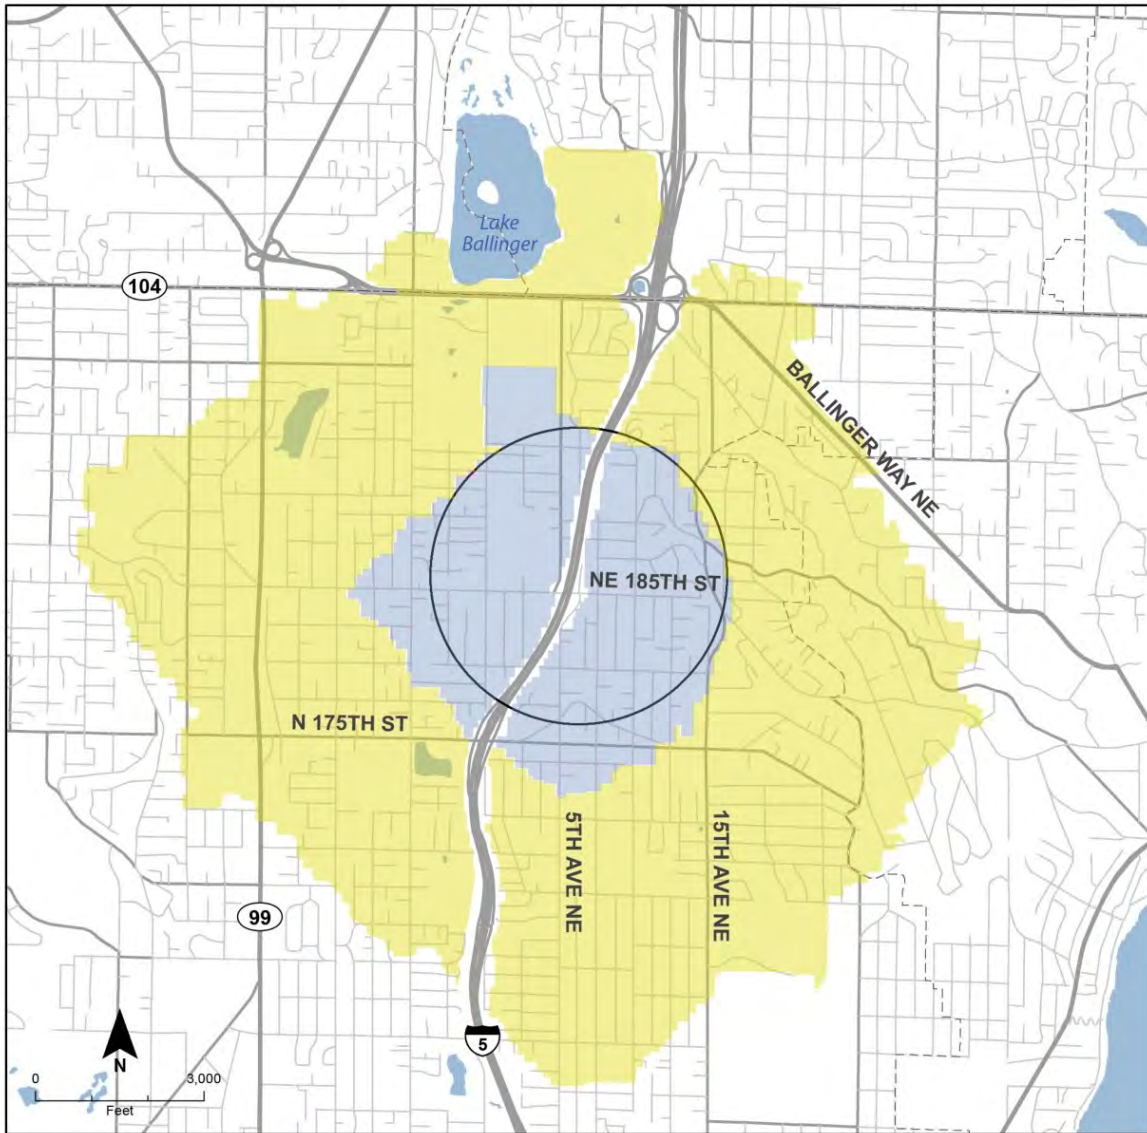 Lake
Ballinger
104
BALLINGER WAY NE
NE 185TH ST
N 175TH ST
5TH AVE NE
15TH AVE NE
99
5
N
0 3,000
Feet